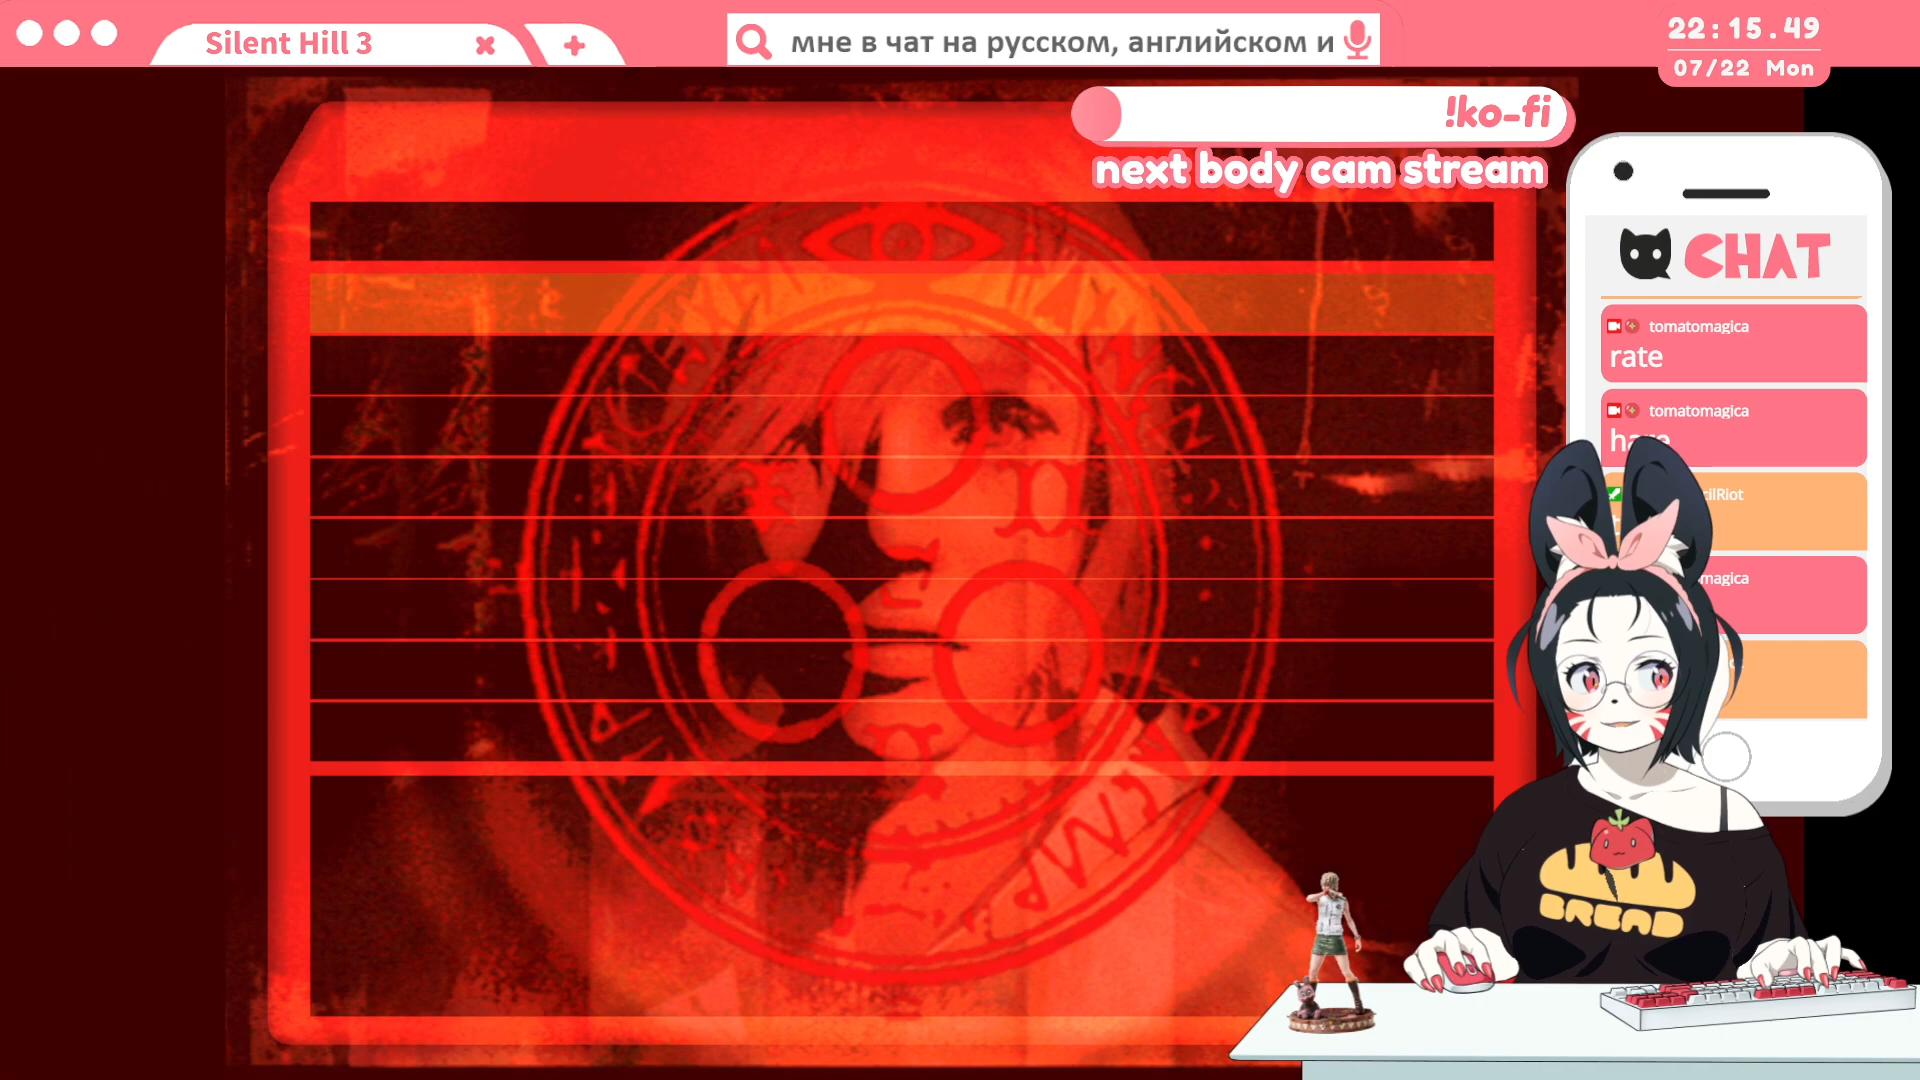 Silent Hill 3
мне в чат на русском, английском и
22:15.49
07/22 Mon
!ko-fi
next body cam stream
CHAT
tomatomagica
rate
tomatomagica
BREAD